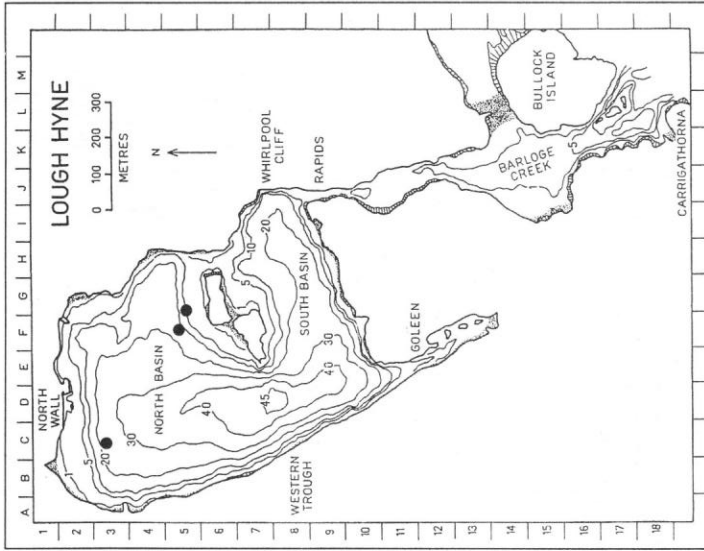 LOUGH HYNE
0 100 200 300
METRES
N
A B C D E F G H I J K L M
1
2
3
4
5
6
7
8
9
10
11
12
13
14
15
16
17
18
NORTH
WALL
1
5
20
30
NORTH BASIN
40
45
40
30
WESTERN
TROUGH
1
5
10
20
SOUTH BASIN
WHIRLPOOL
CLIFF
RAPIDS
GOLEEN
BULLOCK
ISLAND
BARLOGE
CREEK
5
CARRIGATHORNA